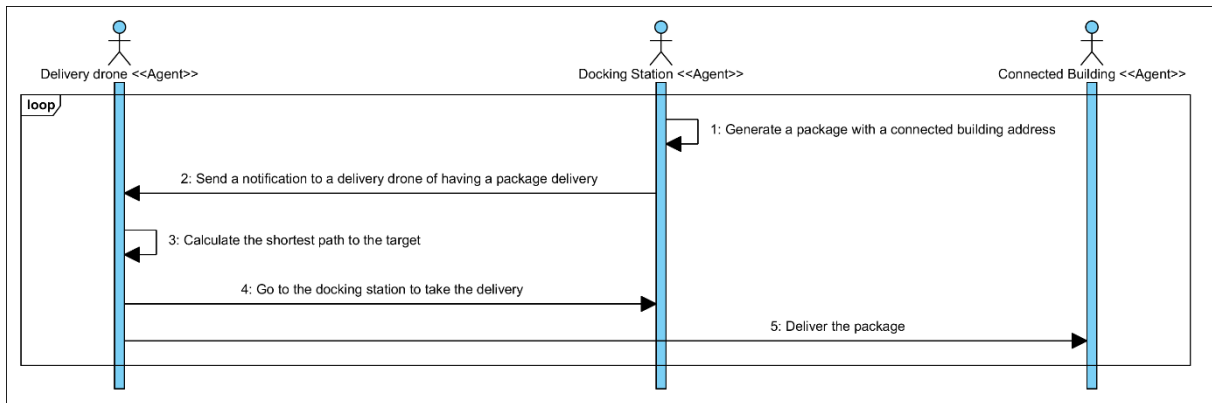 Delivery drone <<Agent>>
Docking Station <<Agent>>
Connected Building <<Agent>>
loop
1: Generate a package with a connected building address
2: Send a notification to a delivery drone of having a package delivery
3: Calculate the shortest path to the target
4: Go to the docking station to take the delivery
5: Deliver the package